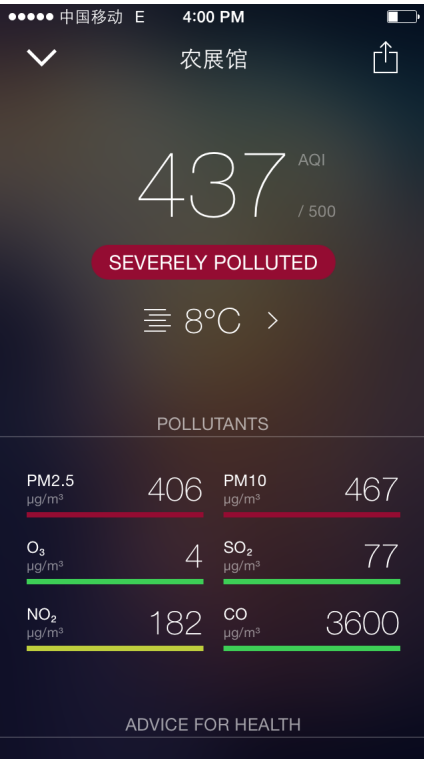 中国移动 E 4:00 PM
农展馆
437 AQI / 500
SEVERELY POLLUTED
8°C
POLLUTANTS
PM2.5 µg/m³ 406 PM10 µg/m³ 467
O₃ µg/m³ 4 SO₂ µg/m³ 77
NO₂ µg/m³ 182 CO µg/m³ 3600
ADVICE FOR HEALTH